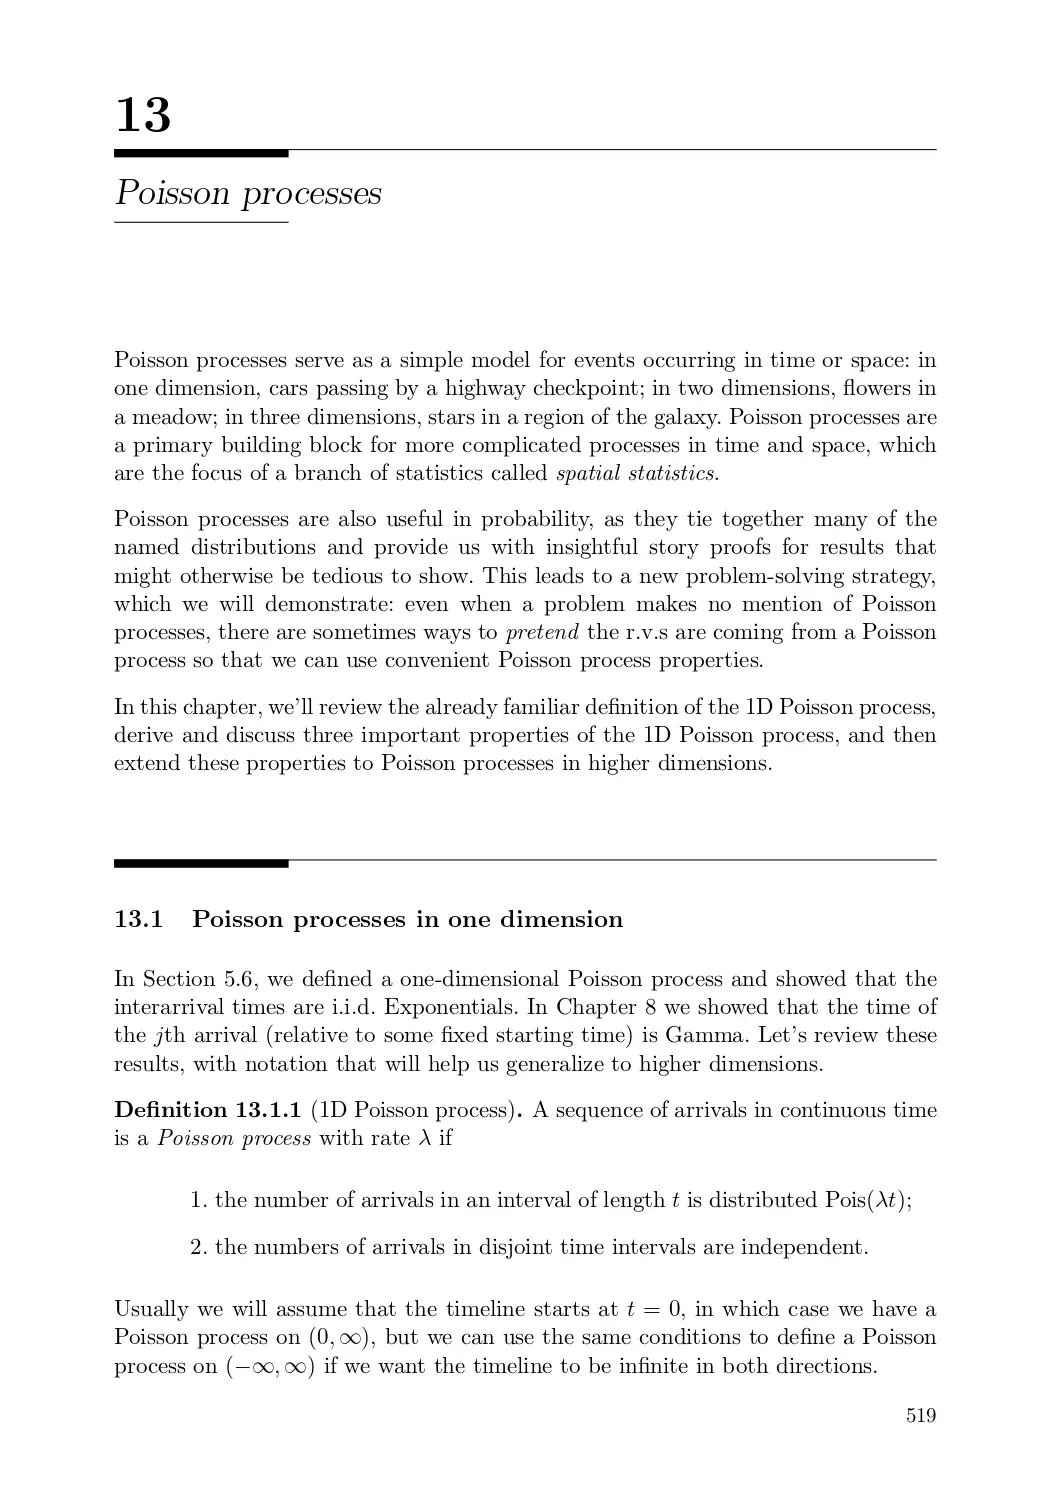 13
Poisson processes
Poisson processes serve as a simple model for events occurring in time or space: in
one dimension, cars passing by a highway checkpoint; in two dimensions, flowers in
a meadow; in three dimensions, stars in a region of the galaxy. Poisson processes are
a primary building block for more complicated processes in time and space, which
are the focus of a branch of statistics called spatial statistics.
Poisson processes are also useful in probability, as they tie together many of the
named distributions and provide us with insightful story proofs for results that
might otherwise be tedious to show. This leads to a new problem-solving strategy,
which we will demonstrate: even when a problem makes no mention of Poisson
processes, there are sometimes ways to pretend the r.v.s are coming from a Poisson
process so that we can use convenient Poisson process properties.
In this chapter, we'll review the already familiar definition of the 1D Poisson process,
derive and discuss three important properties of the 1D Poisson process, and then
extend these properties to Poisson processes in higher dimensions.
13.1 Poisson processes in one dimension
In Section 5.6, we defined a one-dimensional Poisson process and showed that the
interarrival times are i.i.d. Exponentials. In Chapter 8 we showed that the time of
the jth arrival (relative to some fixed starting time) is Gamma. Let's review these
results, with notation that will help us generalize to higher dimensions.
Definition 13.1.1 (1D Poisson process). A sequence of arrivals in continuous time
is a Poisson process with rate λ if
1. the number of arrivals in an interval of length t is distributed Pois(λt);
2. the numbers of arrivals in disjoint time intervals are independent.
Usually we will assume that the timeline starts at t = 0, in which case we have a
Poisson process on (0, ∞), but we can use the same conditions to define a Poisson
process on (−∞, ∞) if we want the timeline to be infinite in both directions.
519